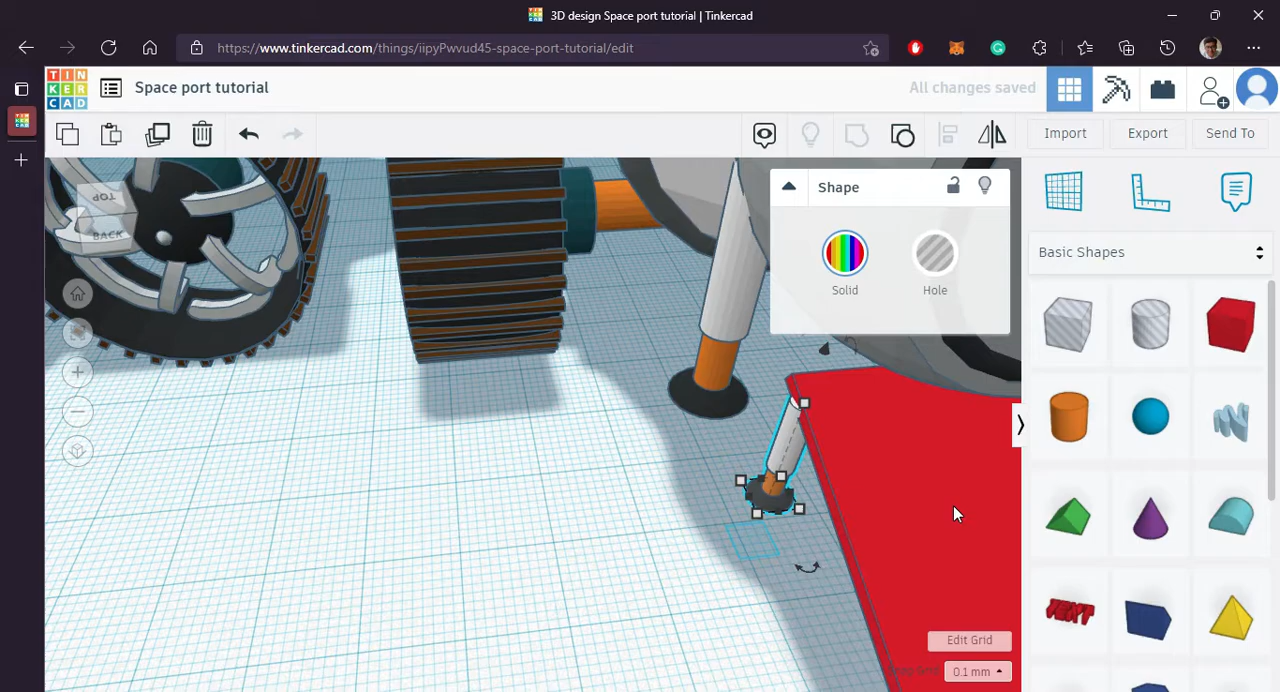 3D design Space port tutorial | Tinkercad
https://www.tinkercad.com/things/iipyPwvud45-space-port-tutorial/edit
TIN
KER
CAD
Space port tutorial
All changes saved
Import
Export
Send To
TOP
BACK
Shape
Solid
Hole
Basic Shapes
TEXT
Edit Grid
0.1 mm